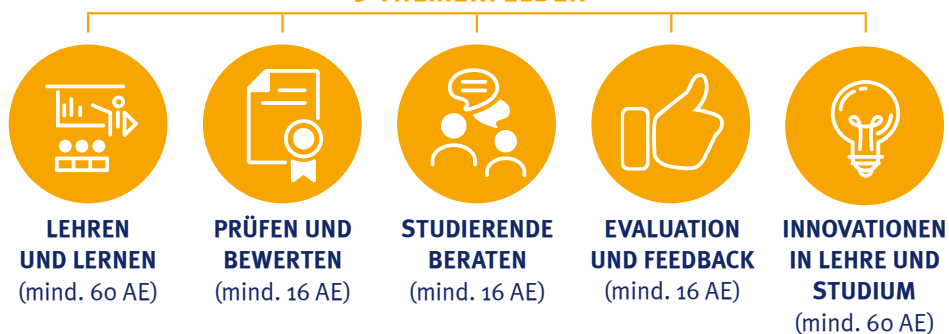 LEHREN
UND LERNEN
(mind. 60 AE)
PRÜFEN UND
BEWERTEN
(mind. 16 AE)
STUDIERENDE
BERATEN
(mind. 16 AE)
EVALUATION
UND FEEDBACK
(mind. 16 AE)
INNOVATIONEN
IN LEHRE UND
STUDIUM
(mind. 60 AE)